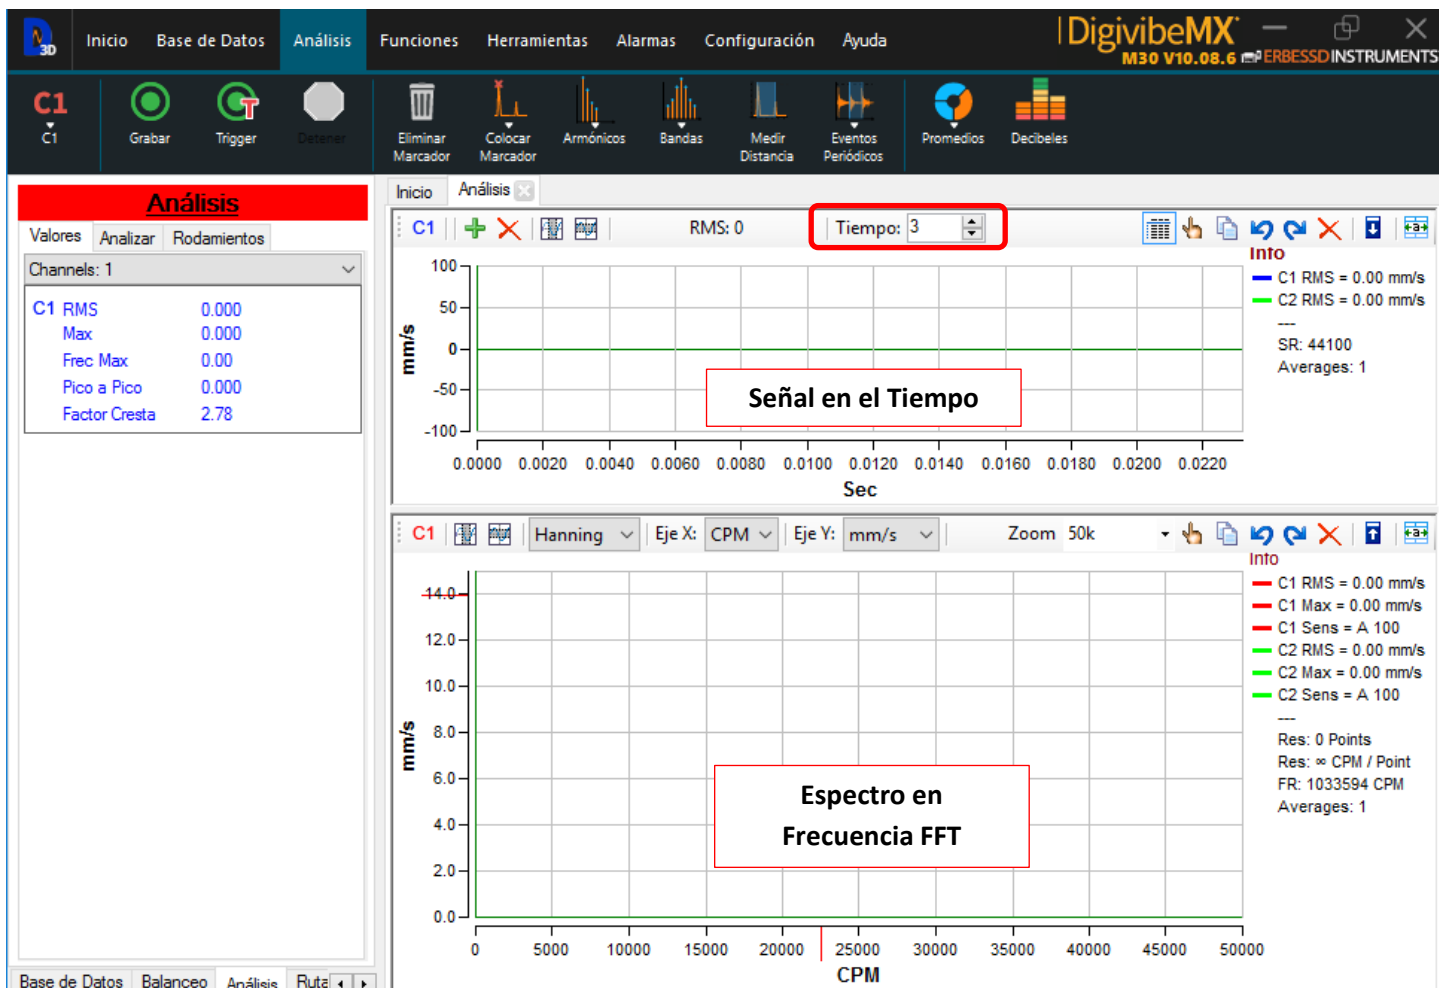 3D
Inicio Base de Datos Análisis Funciones Herramientas Alarmas Configuración Ayuda
DigivibeMX
M30 V10.08.6 ERBESSD INSTRUMENTS
C1
C1
Grabar
Trigger
Detener
Eliminar Marcador
Colocar Marcador
Armónicos
Bandas
Medir Distancia
Eventos Periódicos
Promedios
Decibeles
Análisis
Valores Analizar Rodamientos
Channels: 1
C1 RMS 0.000
Max 0.000
Frec Max 0.00
Pico a Pico 0.000
Factor Cresta 2.78
Base de Datos Balanceo Análisis Ruta
Inicio Análisis
C1 RMS: 0 Tiempo: 3
100
50
0
-50
-100
mm/s
Señal en el Tiempo
0.0000 0.0020 0.0040 0.0060 0.0080 0.0100 0.0120 0.0140 0.0160 0.0180 0.0200 0.0220
Sec
Info
C1 RMS = 0.00 mm/s
C2 RMS = 0.00 mm/s
---
SR: 44100
Averages: 1
C1 Hanning Eje X: CPM Eje Y: mm/s Zoom 50k
14.0
12.0
10.0
8.0
6.0
4.0
2.0
0.0
mm/s
Espectro en
Frecuencia FFT
0 5000 10000 15000 20000 25000 30000 35000 40000 45000 50000
CPM
Info
C1 RMS = 0.00 mm/s
C1 Max = 0.00 mm/s
C1 Sens = A 100
C2 RMS = 0.00 mm/s
C2 Max = 0.00 mm/s
C2 Sens = A 100
---
Res: 0 Points
Res: ∞ CPM / Point
FR: 1033594 CPM
Averages: 1